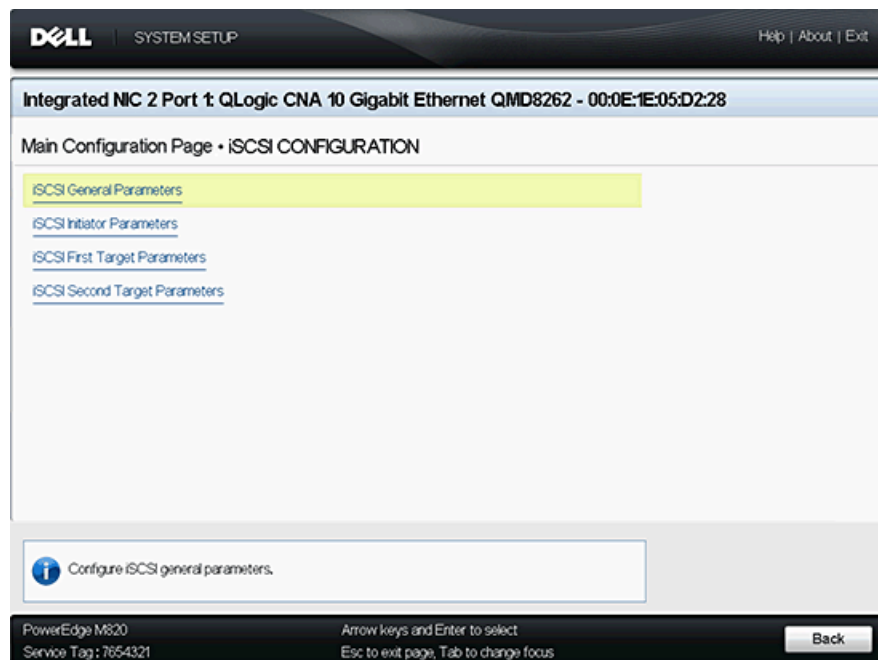 DELL
SYSTEM SETUP
Help | About | Exit
Integrated NIC 2 Port 1: QLogic CNA 10 Gigabit Ethernet QMD8262 - 00:0E:1E:05:D2:28
Main Configuration Page • iSCSI CONFIGURATION
iSCSI General Parameters
iSCSI Initiator Parameters
iSCSI First Target Parameters
iSCSI Second Target Parameters
Configure iSCSI general parameters.
PowerEdge M820
Service Tag : 7654321
Arrow keys and Enter to select
Esc to exit page, Tab to change focus
Back